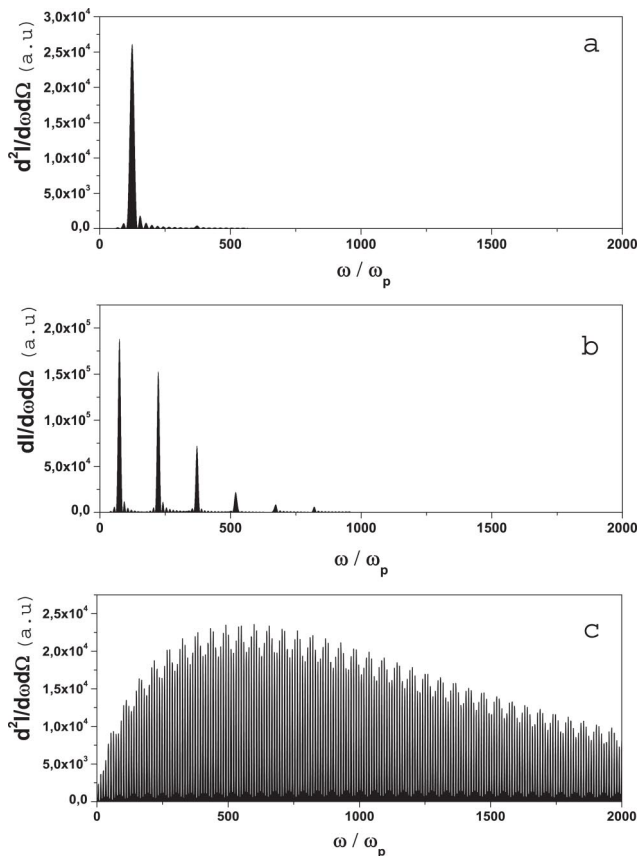 3,0x10⁴
2,5x10⁴
2,0x10⁴
1,5x10⁴
1,0x10⁴
5,0x10³
0,0
d²I/dωdΩ (a.u)
a
0 500 1000 1500 2000
ω / ωₚ
2,0x10⁵
1,5x10⁵
1,0x10⁵
5,0x10⁴
0,0
dI/dωdΩ (a.u)
b
0 500 1000 1500 2000
ω / ωₚ
2,5x10⁴
2,0x10⁴
1,5x10⁴
1,0x10⁴
5,0x10³
0,0
d²I/dωdΩ (a.u)
c
0 500 1000 1500 2000
ω / ωₚ